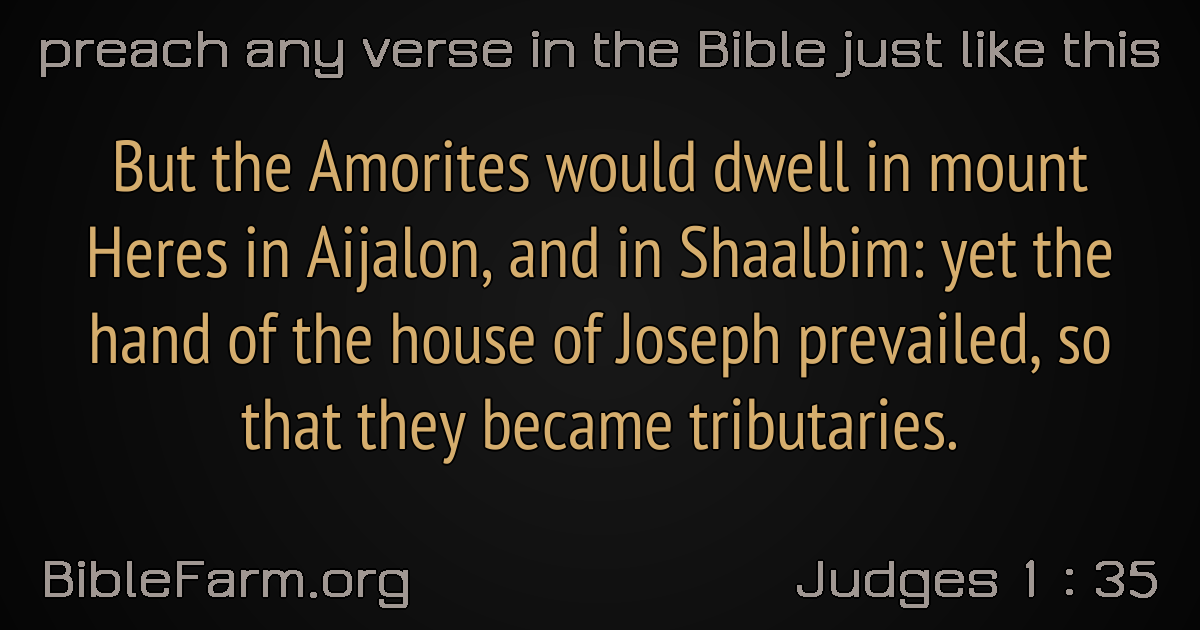 preach any verse in the Bible just like this
But the Amorites would dwell in mount
Heres in Aijalon, and in Shaalbim: yet the
hand of the house of Joseph prevailed, so
that they became tributaries.
BibleFarm.org
Judges 1 : 35